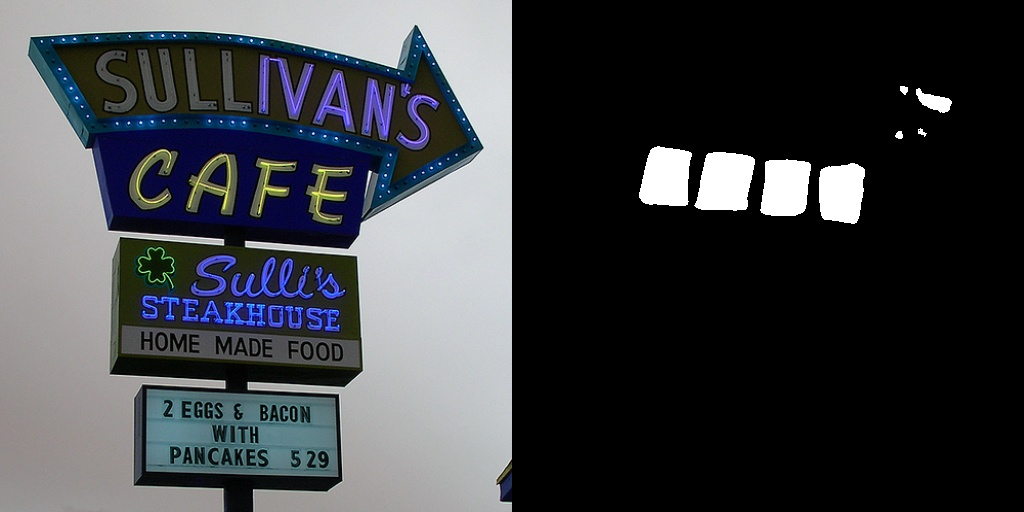 SULLIVAN'S
CAFE
Sulli's
STEAKHOUSE
HOME MADE FOOD
2 EGGS & BACON
WITH
PANCAKES 5 29